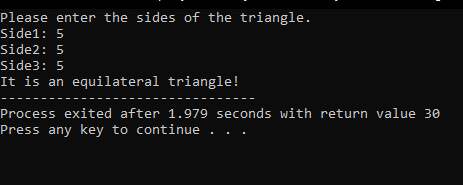 Please enter the sides of the triangle.
Side1: 5
Side2: 5
Side3: 5
It is an equilateral triangle!
--------------------------------
Process exited after 1.979 seconds with return value 30
Press any key to continue . . .